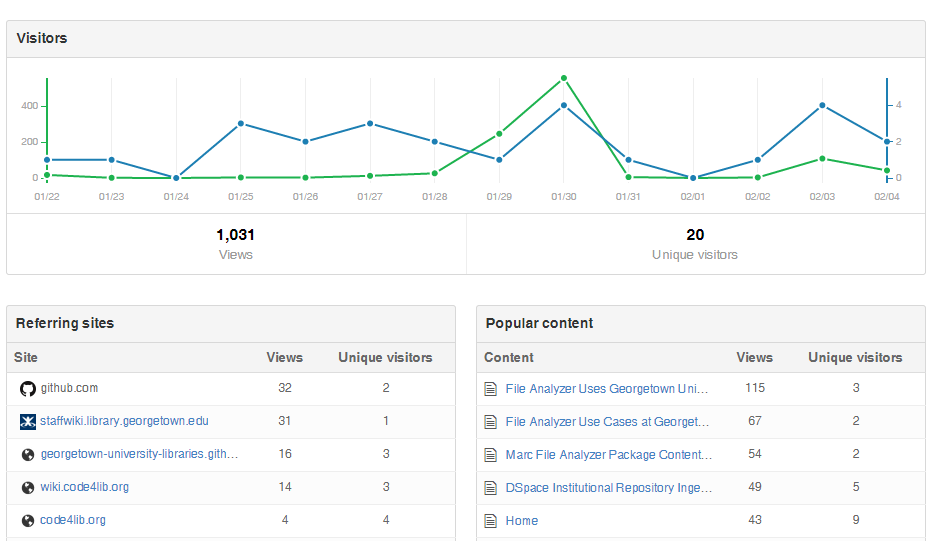 Visitors
400
200
0
4
2
0
01/22 01/23 01/24 01/25 01/26 01/27 01/28 01/29 01/30 01/31 02/01 02/02 02/03 02/04
1,031 20
Views Unique visitors
Referring sites
Site Views Unique visitors
github.com 32 2
staffwiki.library.georgetown.edu 31 1
georgetown-university-libraries.gith... 16 3
wiki.code4lib.org 14 3
code4lib.org 4 4
Popular content
Content Views Unique visitors
File Analyzer Uses Georgetown Uni... 115 3
File Analyzer Use Cases at Georget... 67 2
Marc File Analyzer Package Content... 54 2
DSpace Institutional Repository Inge... 49 5
Home 43 9